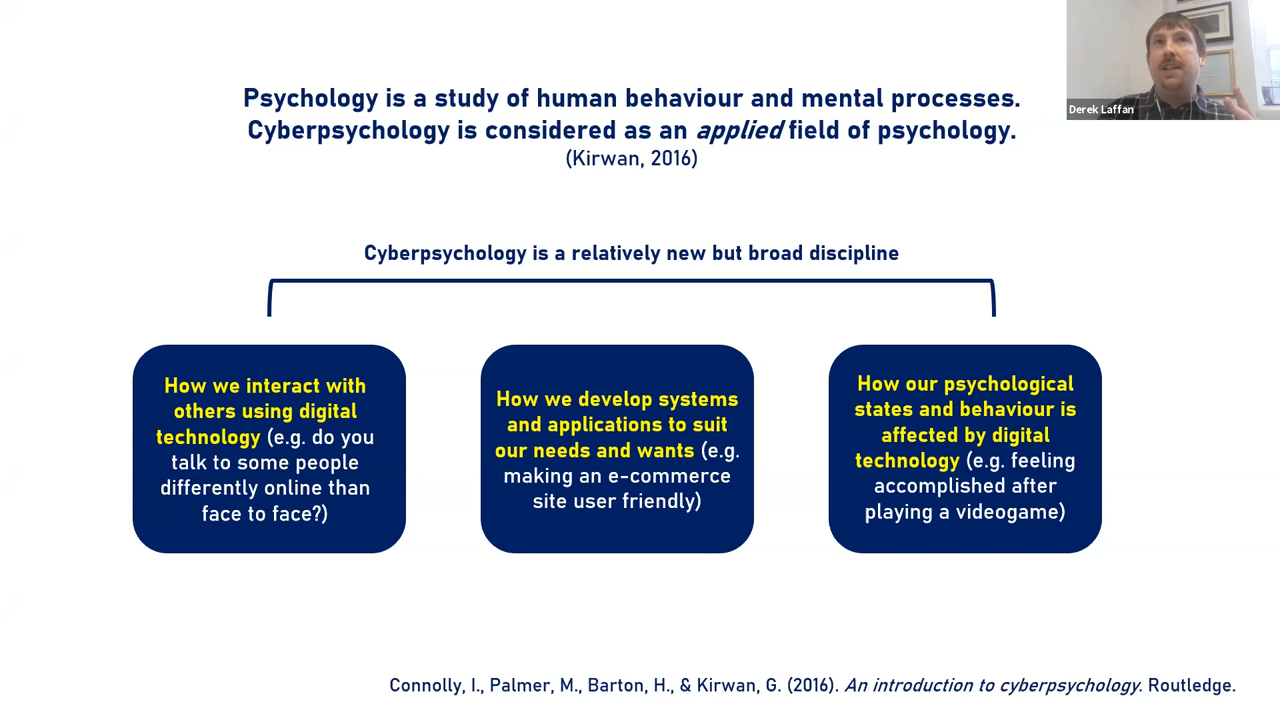 Psychology is a study of human behaviour and mental processes.
Cyberpsychology is considered as an applied field of psychology.
(Kirwan, 2016)
Derek Laffan
Cyberpsychology is a relatively new but broad discipline
How we interact with
others using digital
technology (e.g. do you
talk to some people
differently online than
face to face?)
How we develop systems
and applications to suit
our needs and wants (e.g.
making an e-commerce
site user friendly)
How our psychological
states and behaviour is
affected by digital
technology (e.g. feeling
accomplished after
playing a videogame)
Connolly, I., Palmer, M., Barton, H., & Kirwan, G. (2016). An introduction to cyberpsychology. Routledge.